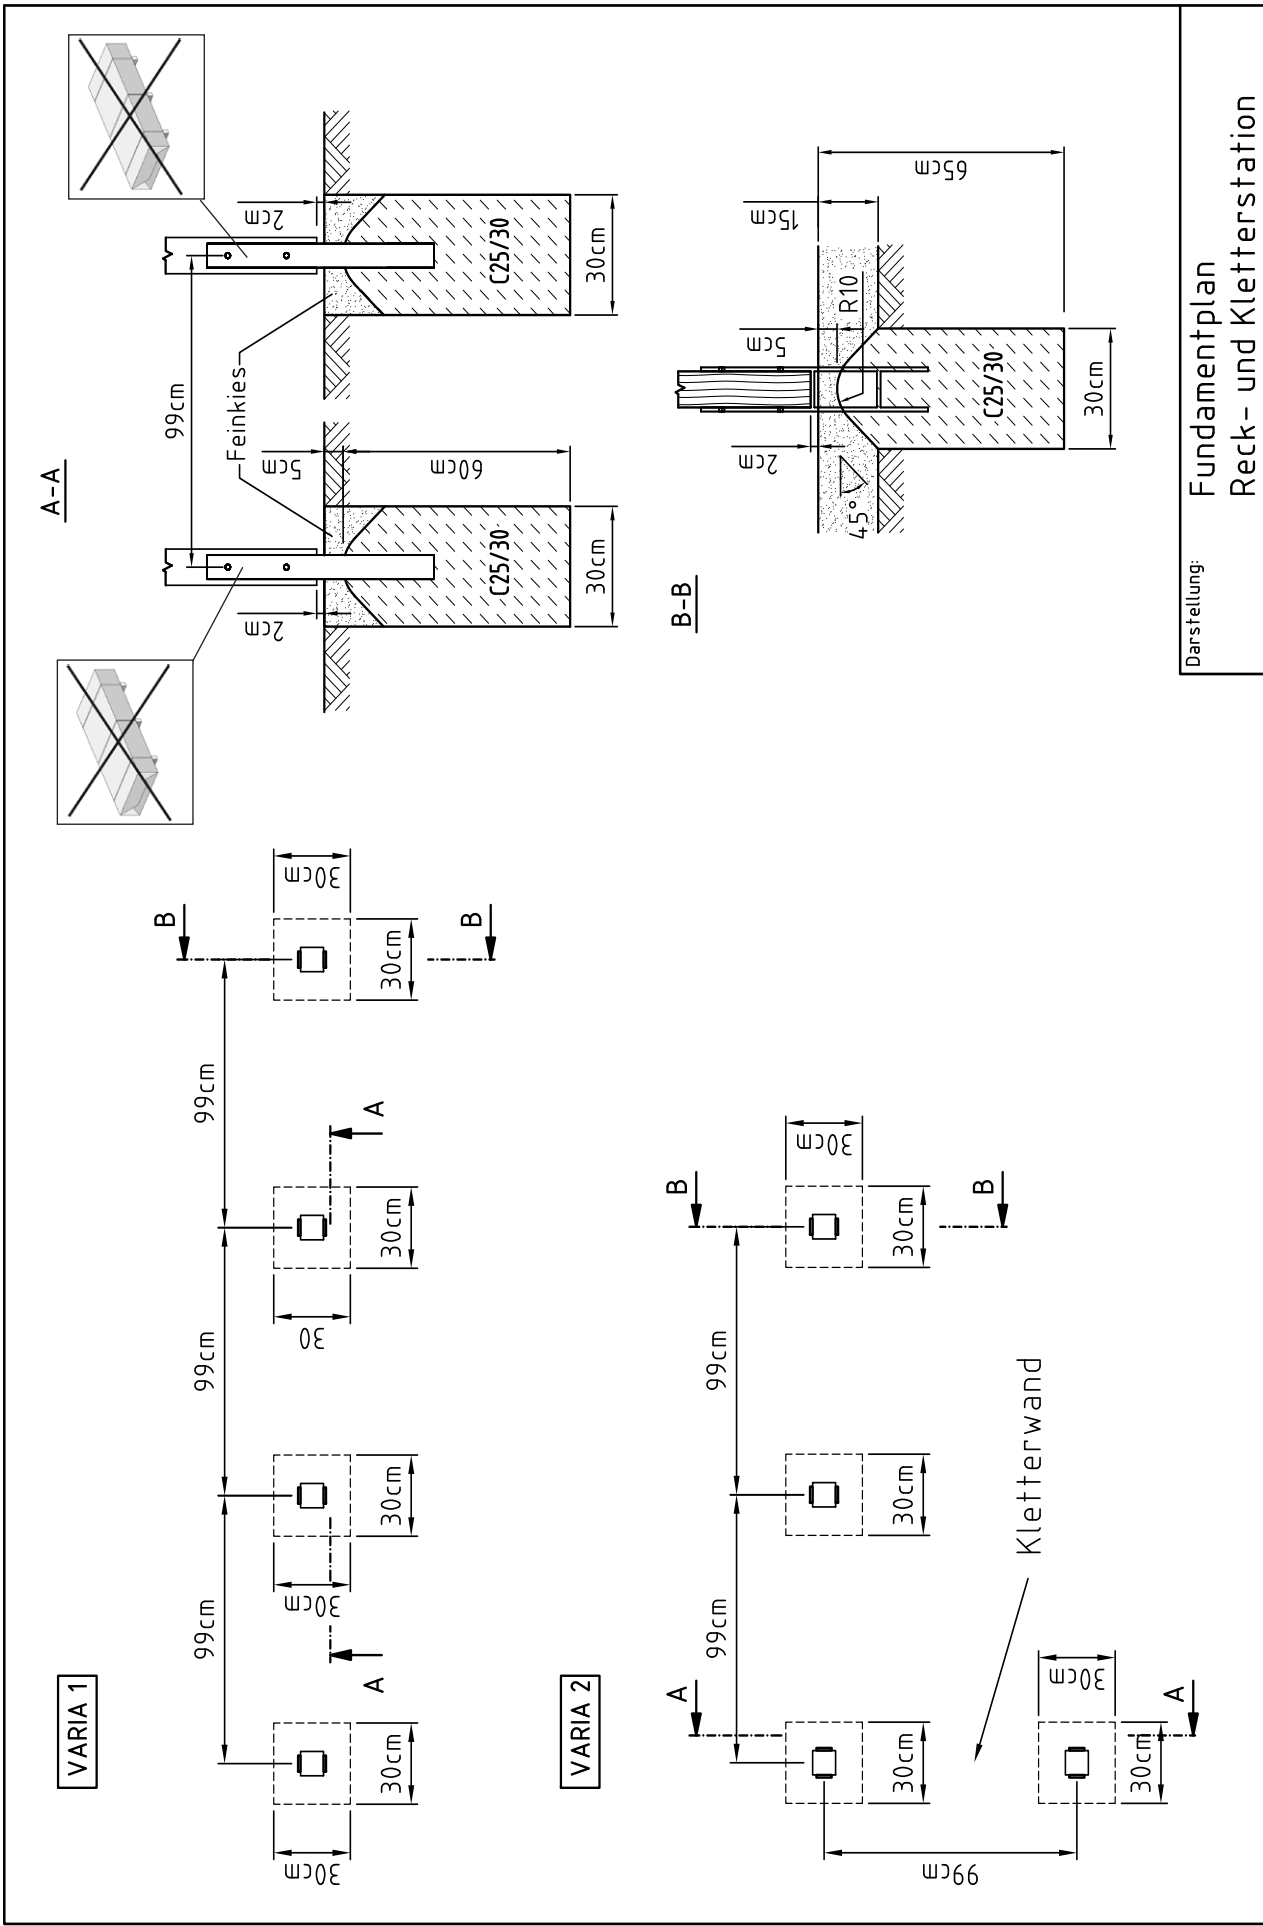 VARIA 1
99cm
99cm
99cm
B
B
A
A
30cm
30cm
30
30cm
30cm
30cm
30cm
30cm
VARIA 2
A
A
B
B
99cm
99cm
99cm
30cm
30cm
30cm
30cm
30cm
30cm
Kletterwand
A-A
99cm
Feinkies
2cm
2cm
5cm
60cm
C25/30
C25/30
30cm
30cm
B-B
2cm
5cm
15cm
65cm
45°
R10
C25/30
30cm
Darstellung:
Fundamentplan
Reck- und Kletterstation